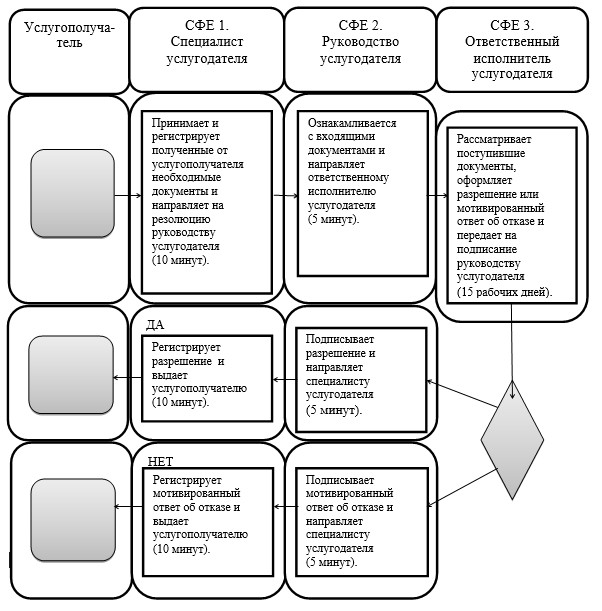 Услугополуча-
тель
СФЕ 1.
Специалист
услугодателя
СФЕ 2.
Руководство
услугодателя
СФЕ 3.
Ответственный
исполнитель
услугодателя
Принимает и
регистрирует
полученные от
услугополучателя
необходимые
документы и
направляет на
резолюцию
руководству
услугодателя
(10 минут).
Ознакамливается
с входящими
документами и
направляет
ответственному
исполнителю
услугодателя
(5 минут).
Рассматривает
поступившие
документы,
оформляет
разрешение или
мотивированный
ответ об отказе и
передает на
подписание
руководству
услугодателя
(15 рабочих дней).
ДА
Регистрирует
разрешение и
выдает
услугополучателю
(10 минут).
Подписывает
разрешение и
направляет
специалисту
услугодателя
(5 минут).
НЕТ
Регистрирует
мотивированный
ответ об отказе и
выдает
услугополучателю
(10 минут).
Подписывает
мотивированный
ответ об отказе и
направляет
специалисту
услугодателя
(5 минут).